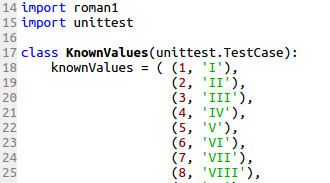 14 import roman1
15 import unittest
16
17 class KnownValues(unittest.TestCase):
18     knownValues = ( (1, 'I'),
19                     (2, 'II'),
20                     (3, 'III'),
21                     (4, 'IV'),
22                     (5, 'V'),
23                     (6, 'VI'),
24                     (7, 'VII'),
25                     (8, 'VIII'),